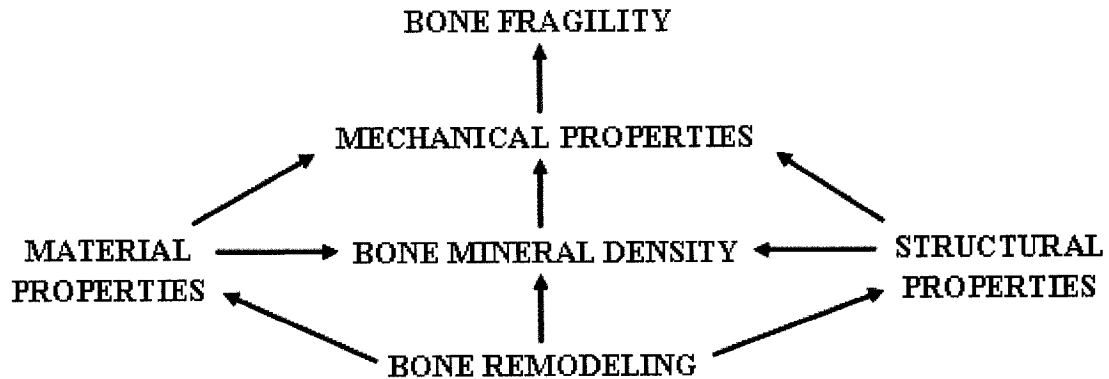 BONE FRAGILITY
MECHANICAL PROPERTIES
MATERIAL
PROPERTIES
BONE MINERAL DENSITY
STRUCTURAL
PROPERTIES
BONE REMODELING